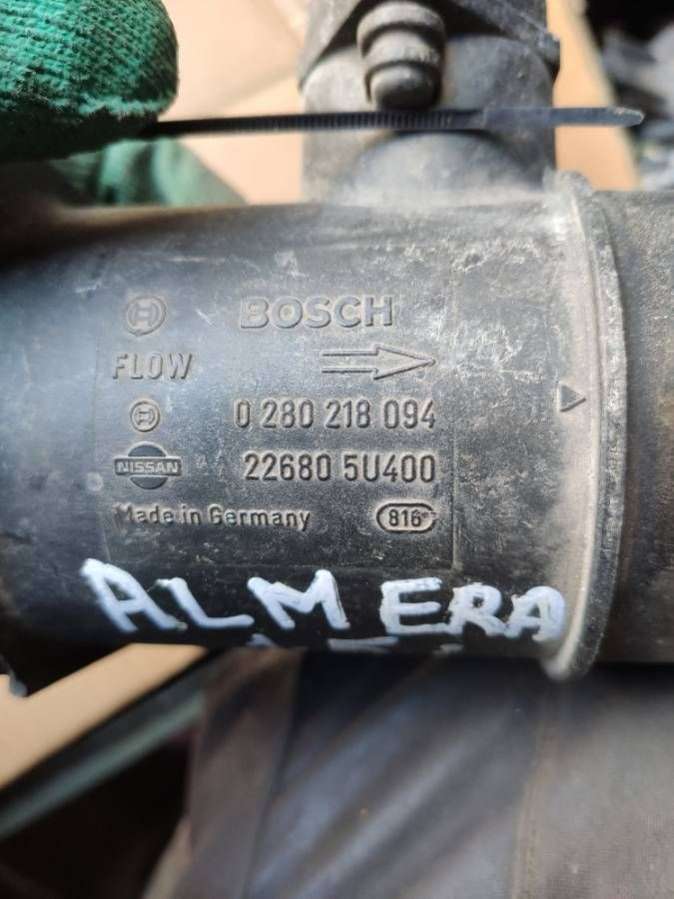 BOSCH
FLOW
0 280 218 094
NISSAN 22680 5U400
Made in Germany 816
ALMERA